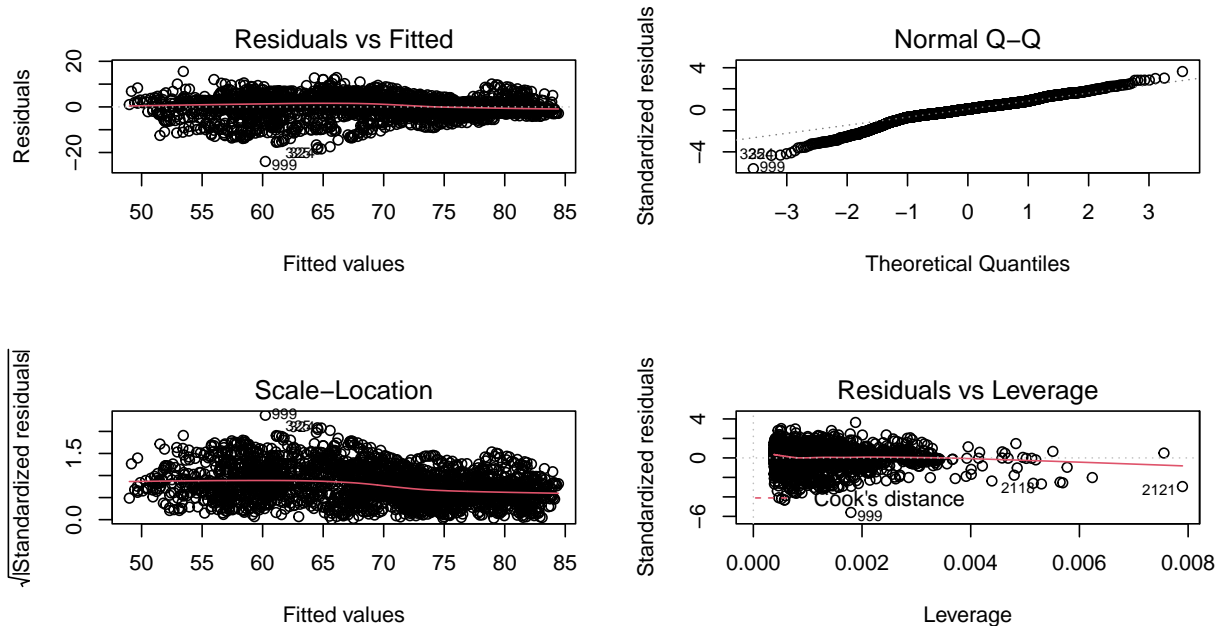 Residuals vs Fitted
Residuals
20
0
−20
325
999
50 55 60 65 70 75 80 85
Fitted values
Normal Q−Q
Standardized residuals
4
0
−4
999
−3 −2 −1 0 1 2 3
Theoretical Quantiles
Scale−Location
√|Standardized residuals|
1.5
0.0
999
50 55 60 65 70 75 80 85
Fitted values
Residuals vs Leverage
Standardized residuals
4
0
−6
Cook's distance
2118
2121
999
0.000 0.002 0.004 0.006 0.008
Leverage